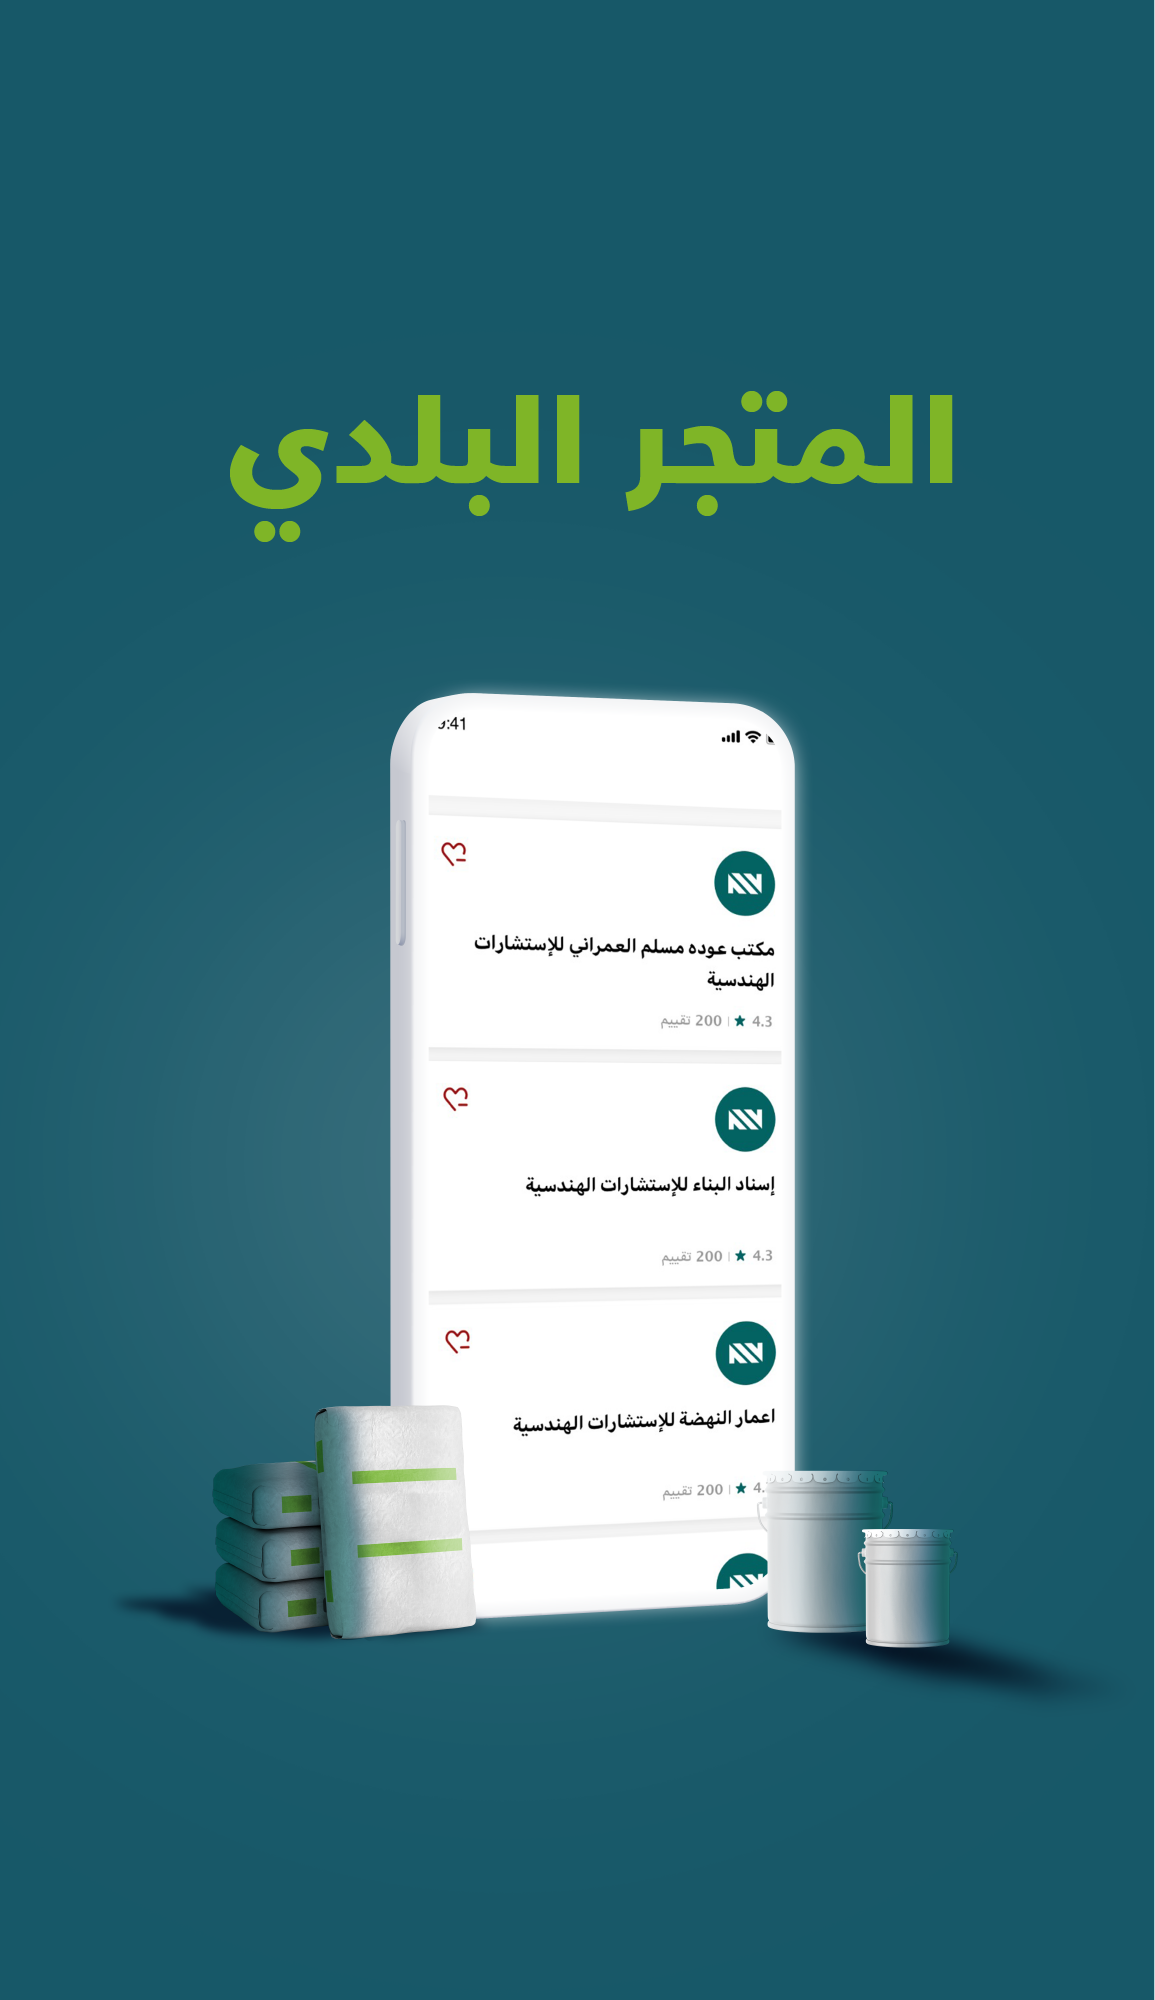 المتجر البلدي
:41
مكتب عوده مسلم العمراني للإستشارات
الهندسية
4.3 | 200 تقييم
إسناد البناء للإستشارات الهندسية
4.3 | 200 تقييم
اعمار النهضة للإستشارات الهندسية
4. | 200 تقييم